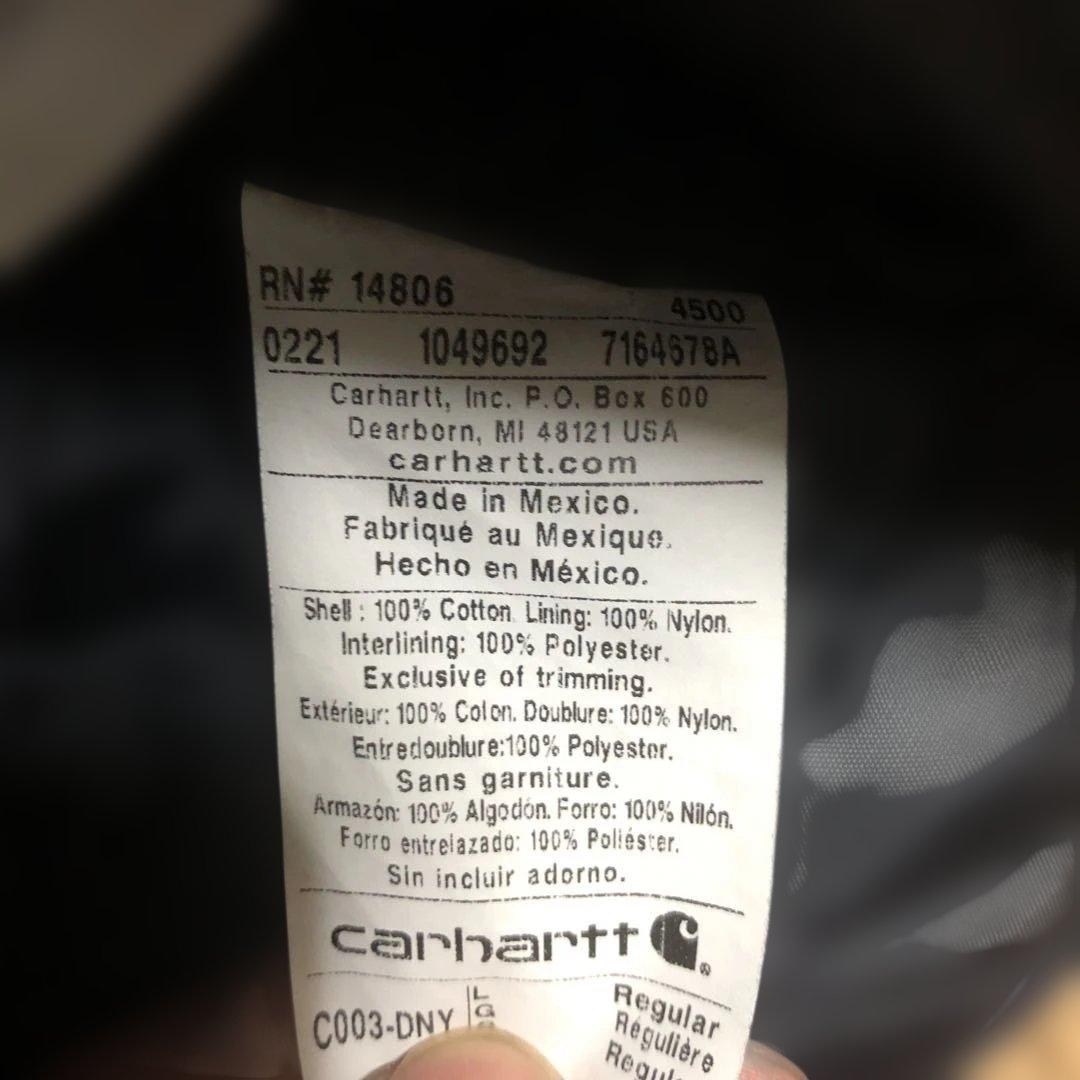 RN# 14806 4500
0221 1049692 7164678A
Carhartt, Inc. P.O. Box 600
Dearborn, MI 48121 USA
carhartt.com
Made in Mexico.
Fabriqué au Mexique.
Hecho en México.
Shell : 100% Cotton. Lining: 100% Nylon.
Interlining: 100% Polyester.
Exclusive of trimming.
Extérieur: 100% Coton. Doublure: 100% Nylon.
Entredoublure:100% Polyester.
Sans garniture.
Armazón: 100% Algodón. Forro: 100% Nilón.
Forro entrelazado: 100% Poliéster.
Sin incluir adorno.
carhartt ®
C003-DNY LG
Regular
Régulière